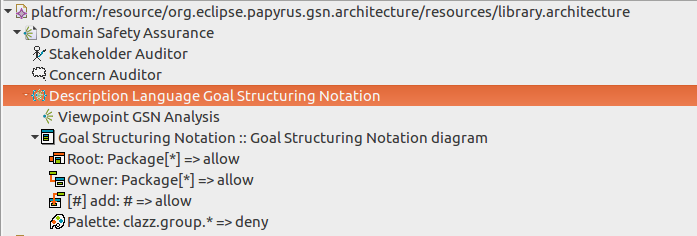 platform:/resource/org.eclipse.papyrus.gsn.architecture/resources/library.architecture
Domain Safety Assurance
Stakeholder Auditor
Concern Auditor
Description Language Goal Structuring Notation
Viewpoint GSN Analysis
Goal Structuring Notation :: Goal Structuring Notation diagram
Root: Package[*] => allow
Owner: Package[*] => allow
[#] add: # => allow
Palette: clazz.group.* => deny